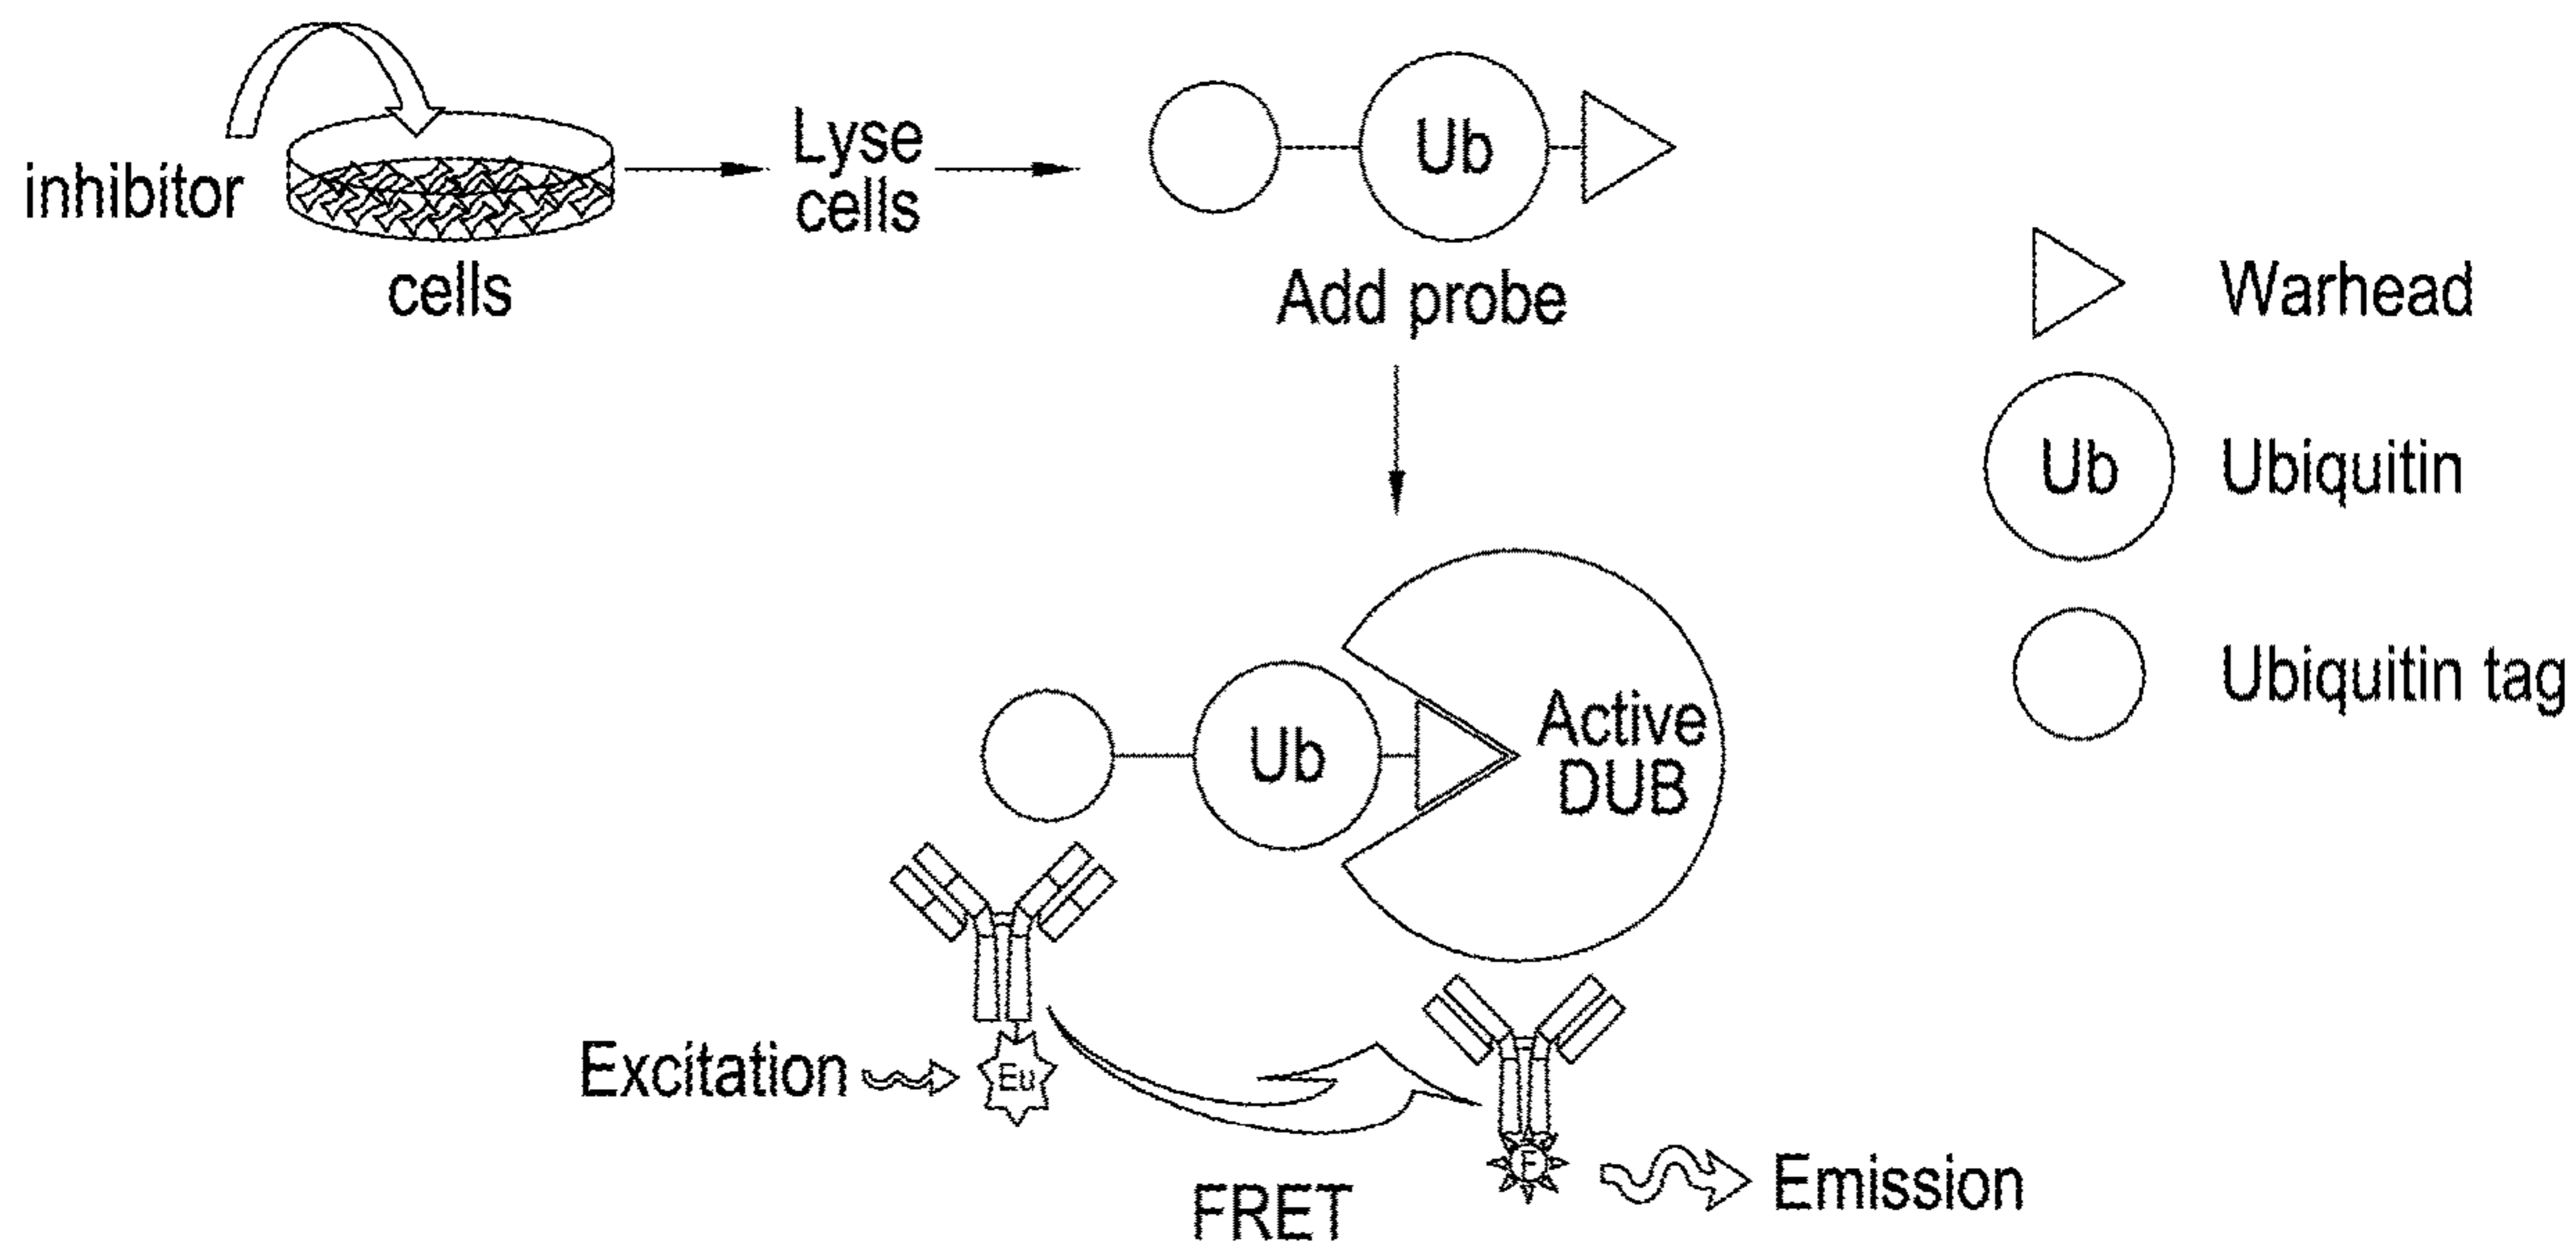 inhibitor
cells
Lyse
cells
Ub
Add probe
Warhead
Ub
Ubiquitin
Ubiquitin tag
Ub
Active
DUB
Excitation
Eu
FRET
F
Emission